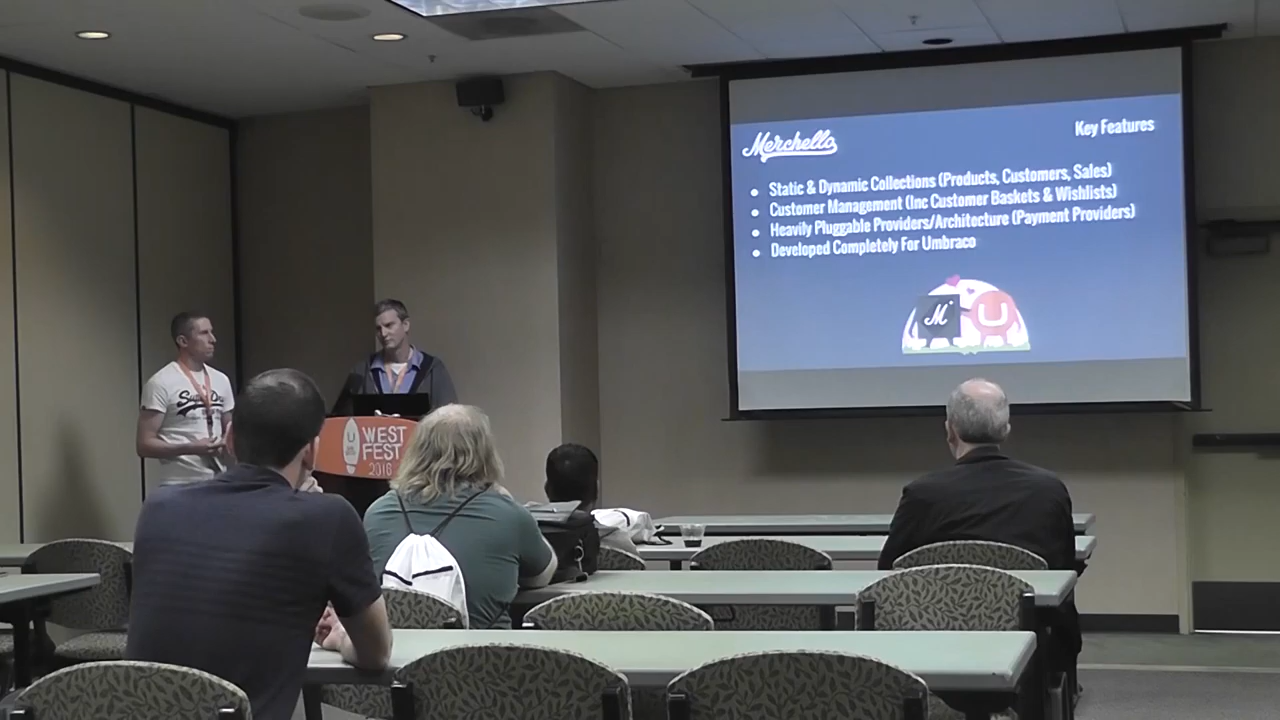 Merchello
Key Features
Static & Dynamic Collections (Products, Customers, Sales)
Customer Management (Inc Customer Baskets & Wishlists)
Heavily Pluggable Providers/Architecture (Payment Providers)
Developed Completely For Umbraco
M
U
WEST
FEST
2016